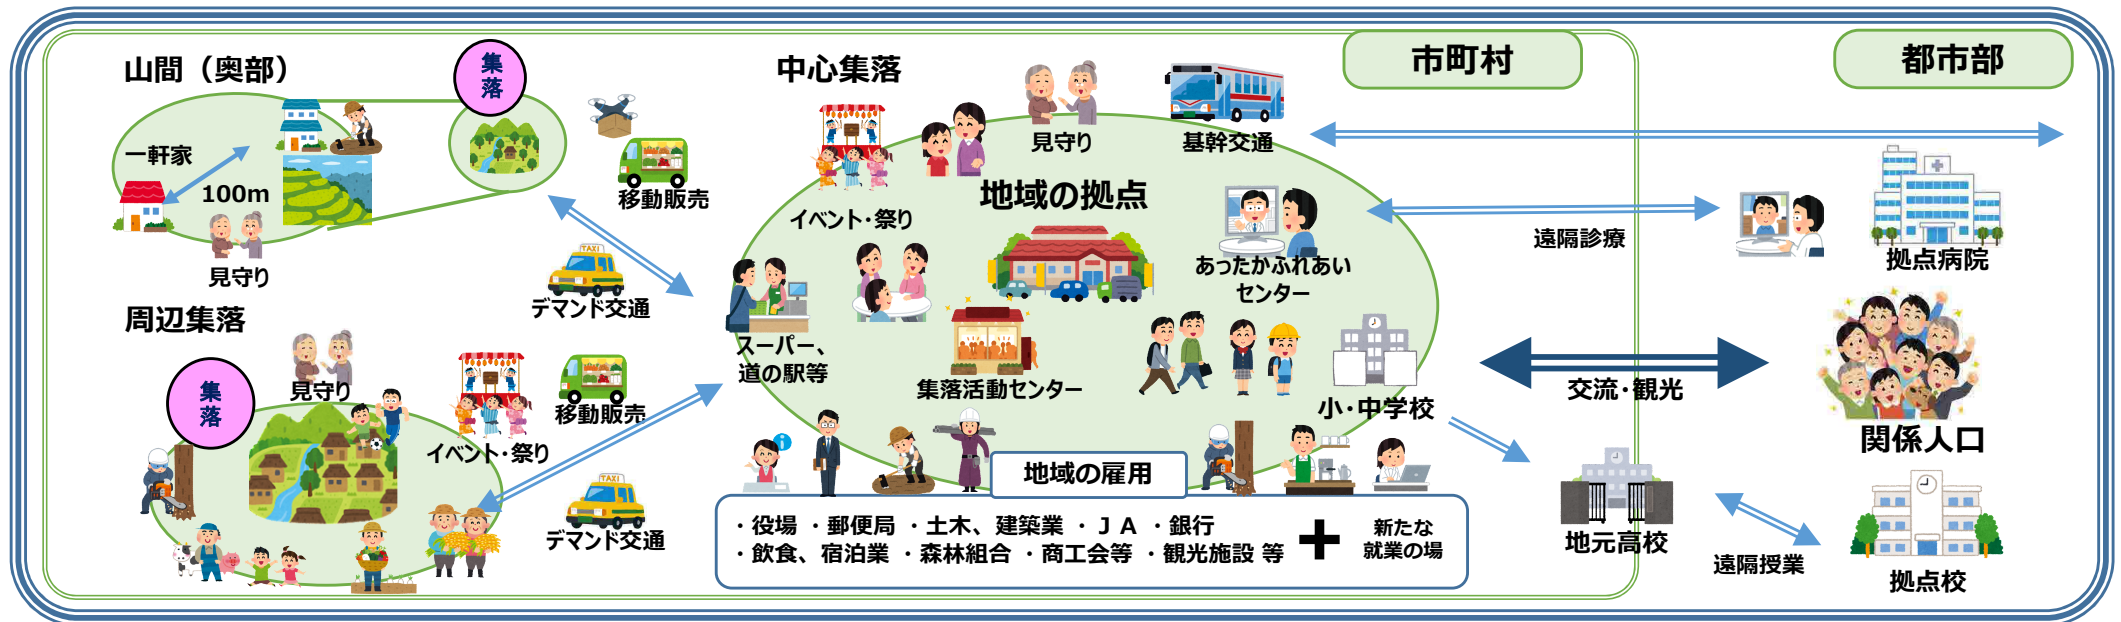 市町村
都市部
山間（奥部）
集
落
一軒家
100m
見守り
移動販売
デマンド交通
周辺集落
集
落
見守り
イベント・祭り
移動販売
デマンド交通
中心集落
見守り
基幹交通
イベント・祭り
地域の拠点
あったかふれあい
センター
スーパー、
道の駅等
集落活動センター
小・中学校
地域の雇用
・役場 ・郵便局 ・土木、建築業 ・ＪＡ ・銀行
・飲食、宿泊業 ・森林組合 ・商工会等 ・観光施設 等
+
新たな
就業の場
遠隔診療
拠点病院
交流・観光
関係人口
地元高校
遠隔授業
拠点校
TAXI
TAXI